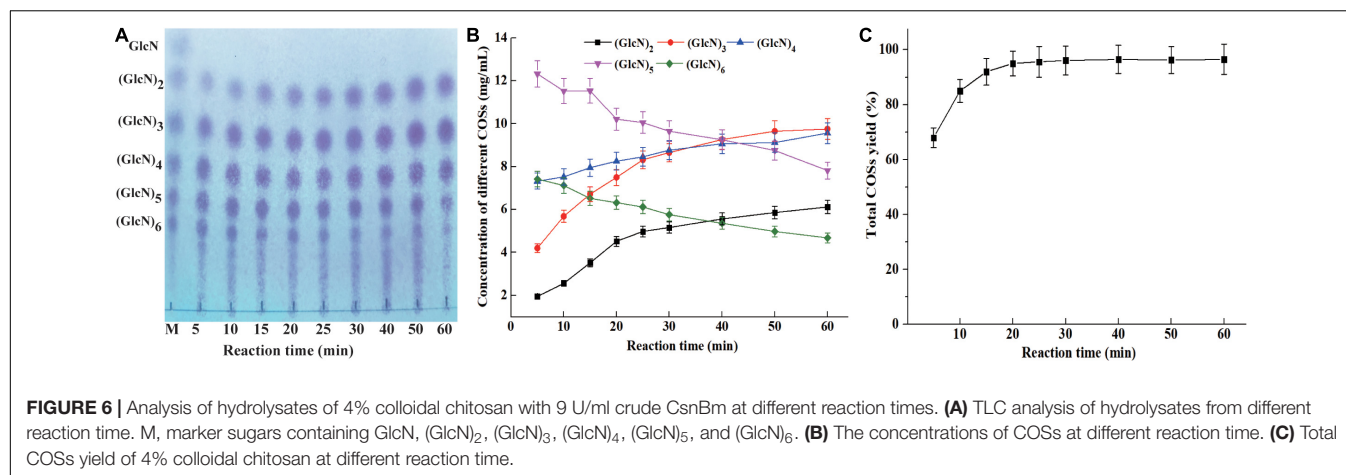 A
GlcN
(GlcN)2
(GlcN)3
(GlcN)4
(GlcN)5
(GlcN)6
M 5 10 15 20 25 30 40 50 60
Reaction time (min)
B
(GlcN)2 (GlcN)3 (GlcN)4
(GlcN)5 (GlcN)6
Concentration of different COSs (mg/mL)
14
12
10
8
6
4
2
0 10 20 30 40 50 60
Reaction time (min)
C
Total COSs yield (%)
100
80
60
40
20
0
10 20 30 40 50 60
Reaction time (min)
FIGURE 6 | Analysis of hydrolysates of 4% colloidal chitosan with 9 U/ml crude CsnBm at different reaction times. (A) TLC analysis of hydrolysates from different
reaction time. M, marker sugars containing GlcN, (GlcN)2, (GlcN)3, (GlcN)4, (GlcN)5, and (GlcN)6. (B) The concentrations of COSs at different reaction time. (C) Total
COSs yield of 4% colloidal chitosan at different reaction time.